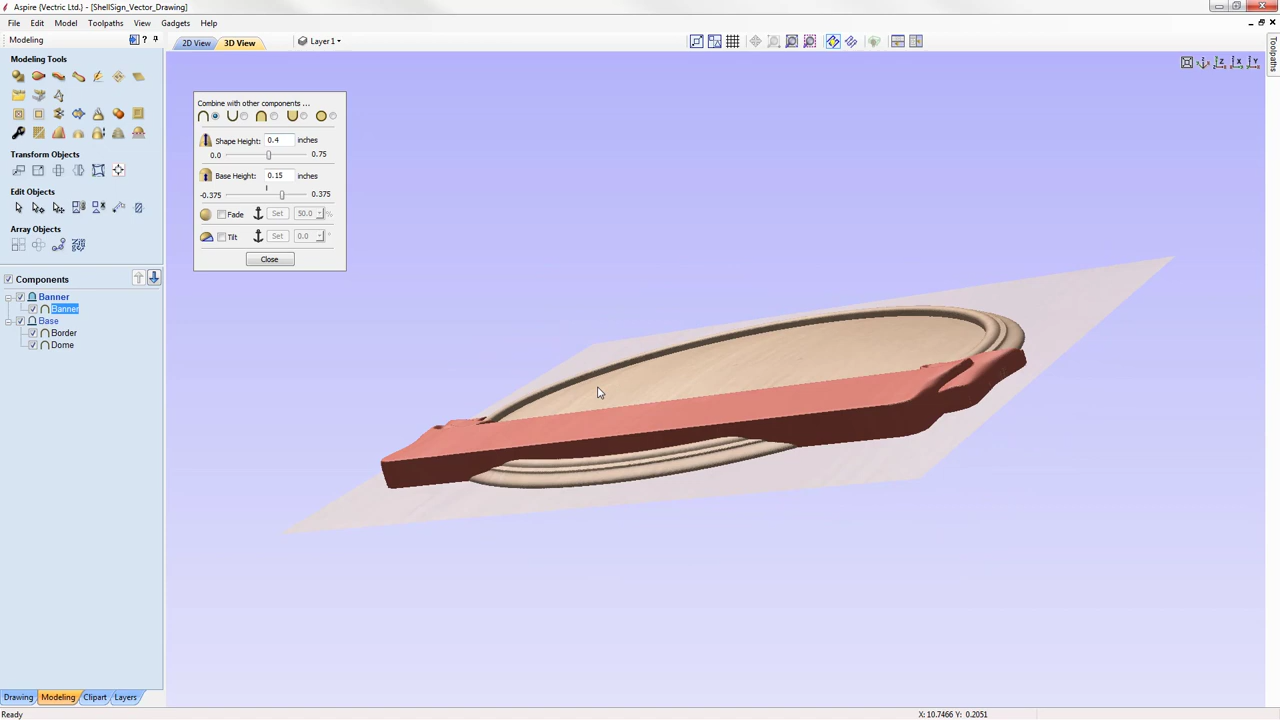 Aspire (Vectric Ltd.) - [ShellSign_Vector_Drawing]
File Edit Model Toolpaths View Gadgets Help
Modeling ?
2D View 3D View Layer1
Toolpaths
Z X Y
Modeling Tools
Transform Objects
Edit Objects
Array Objects
Components
Banner
Banner
Base
Border
Dome
Combine with other components ...
Shape Height: 0.4 inches
0.0 0.75
Base Height: 0.15 inches
-0.375 0.375
Fade Set 50.0 %
Tilt Set 0.0 °
Close
Drawing Modeling Clipart Layers
Ready X: 10.7466 Y: 0.2051